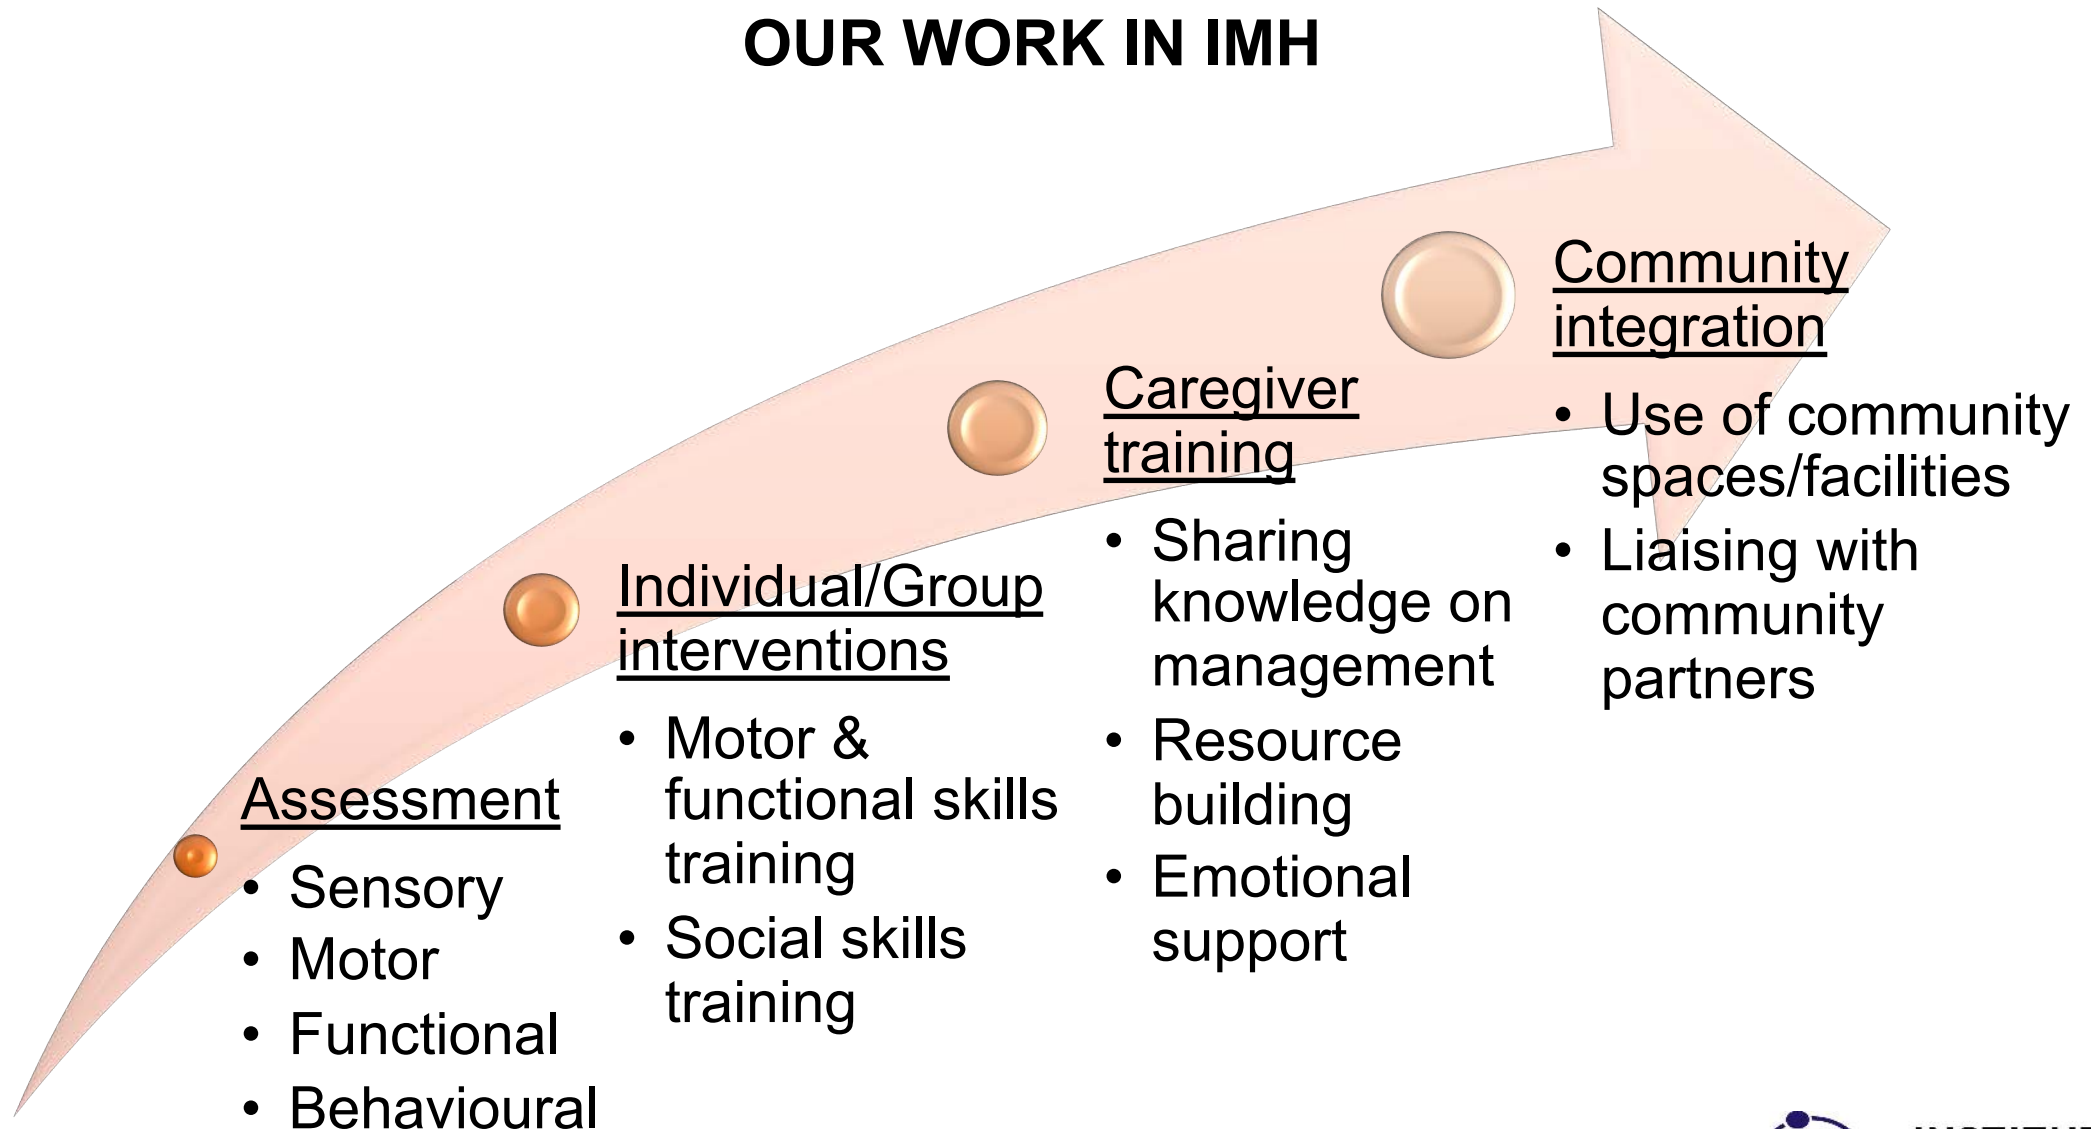 OUR WORK IN IMH
Assessment
• Sensory
• Motor
• Functional
• Behavioural
Individual/Group
interventions
• Motor &
functional skills
training
• Social skills
training
Caregiver
training
• Sharing
knowledge on
management
• Resource
building
• Emotional
support
Community
integration
• Use of community
spaces/facilities
• Liaising with
community
partners